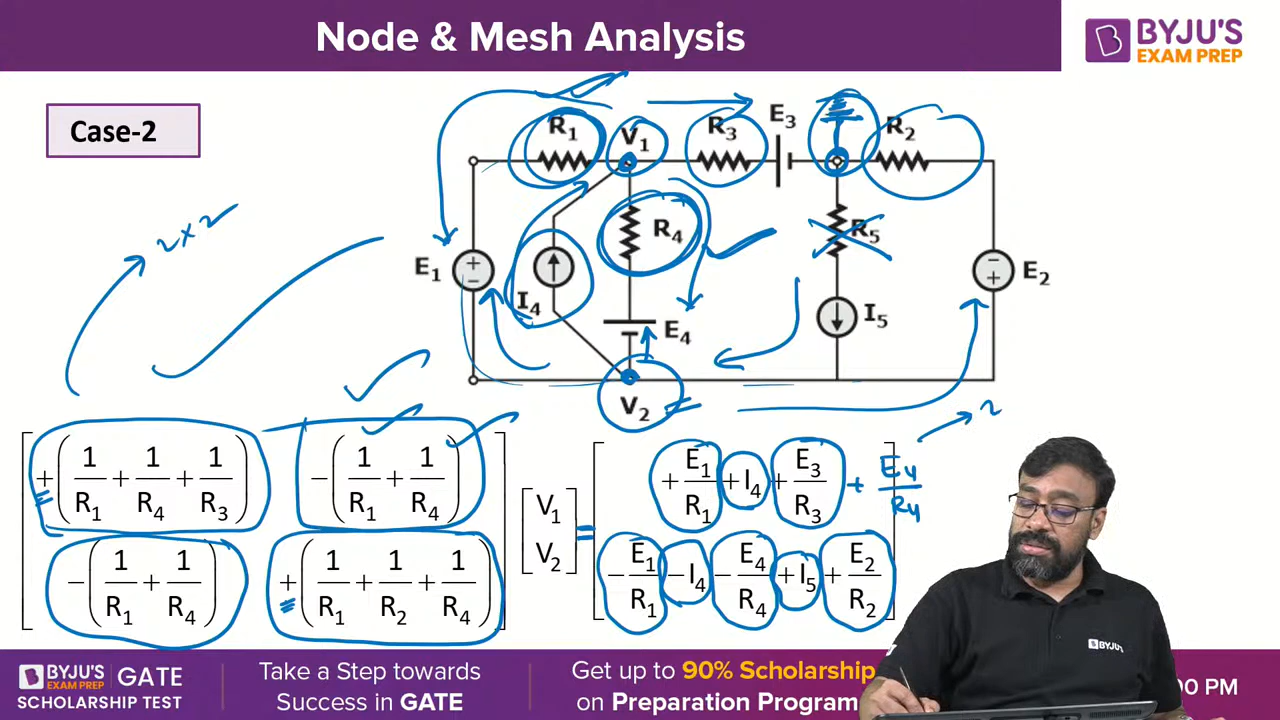 Node & Mesh Analysis
BYJU'S
EXAM PREP
Case-2
2x2
R1
V1
R3
E3
R2
E1
I4
R4
E4
R5
I5
E2
V2
2
[ +(1/R1 + 1/R4 + 1/R3) -(1/R1 + 1/R4) ] [ V1 ] = [ +E1/R1 +I4 +E3/R3 + E4/R4 ]
[ -(1/R1 + 1/R4) +(1/R1 + 1/R2 + 1/R4) ] [ V2 ] [ -E1/R1 -I4 -E4/R4 +I5 +E2/R2 ]
BYJU'S
BYJU'S
EXAM PREP
GATE
SCHOLARSHIP TEST
Take a Step towards
Success in GATE
Get up to 90% Scholarship
on Preparation Program
00 PM